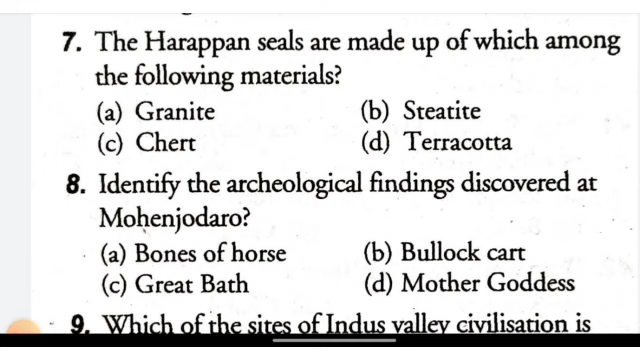 7. The Harappan seals are made up of which among
the following materials?
(a) Granite (b) Steatite
(c) Chert (d) Terracotta
8. Identify the archeological findings discovered at
Mohenjodaro?
(a) Bones of horse (b) Bullock cart
(c) Great Bath (d) Mother Goddess
9. Which of the sites of Indus valley civilisation is